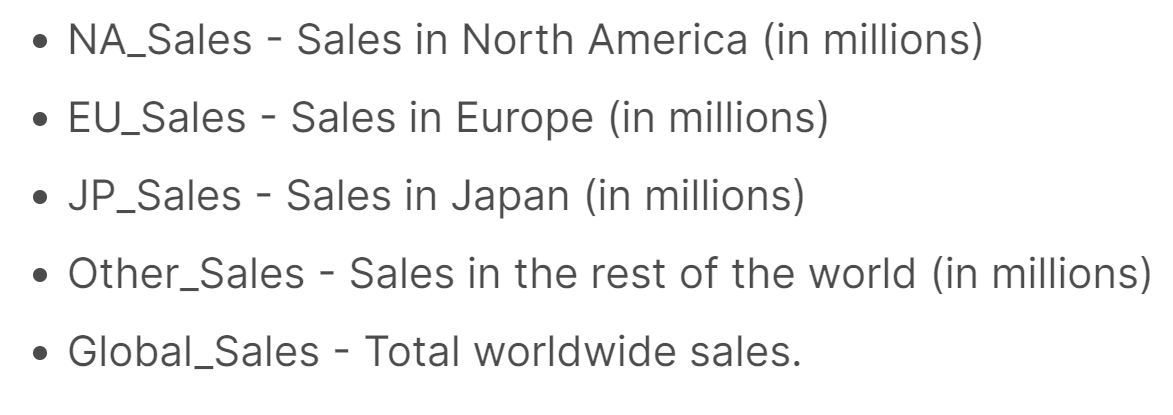 • NA_Sales - Sales in North America (in millions)
• EU_Sales - Sales in Europe (in millions)
• JP_Sales - Sales in Japan (in millions)
• Other_Sales - Sales in the rest of the world (in millions)
• Global_Sales - Total worldwide sales.